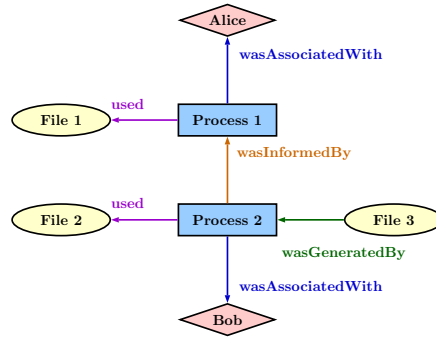 Alice
wasAssociatedWith
used
File 1
Process 1
wasInformedBy
used
File 2
Process 2
File 3
wasGeneratedBy
wasAssociatedWith
Bob